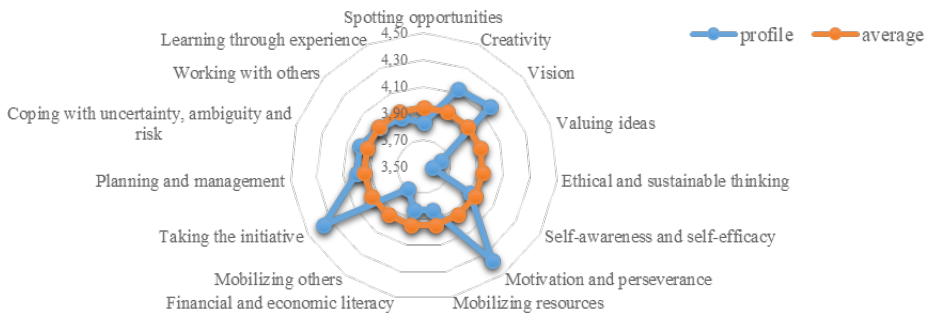 Spotting opportunities
4,50
Learning through experience
Creativity
4,30
Working with others
Vision
4,10
Coping with uncertainty, ambiguity and
risk
3,90
Valuing ideas
3,70
Planning and management
3,50
Ethical and sustainable thinking
Taking the initiative
Self-awareness and self-efficacy
Mobilizing others
Motivation and perseverance
Financial and economic literacy
Mobilizing resources
profile
average